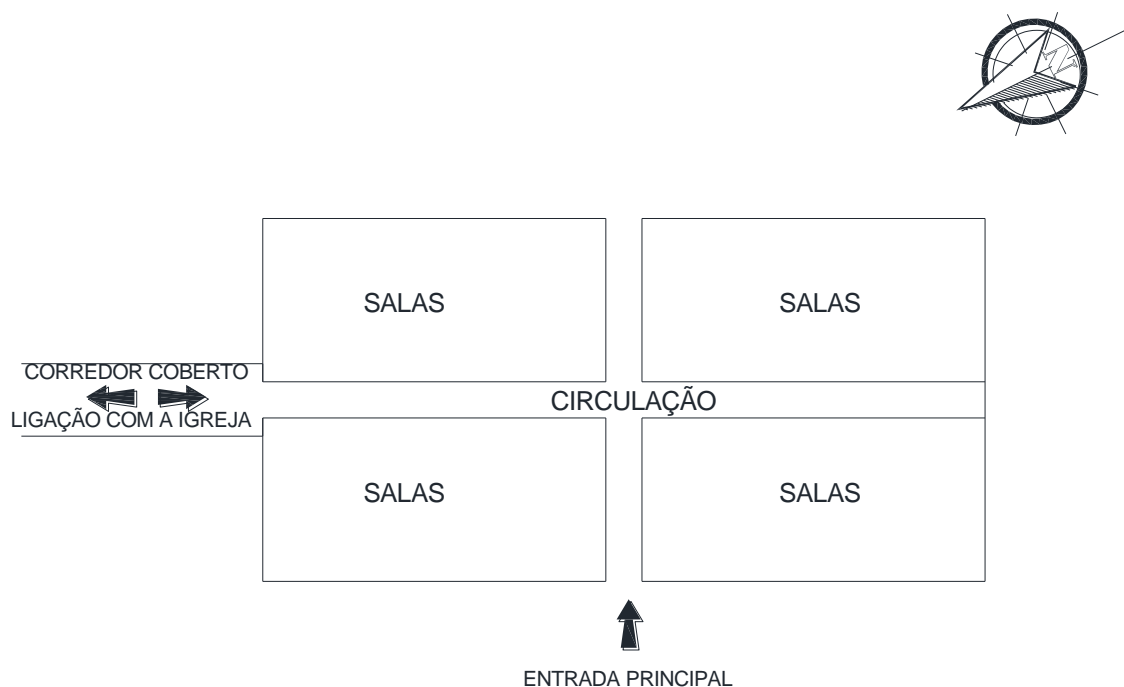 N
SALAS
SALAS
CORREDOR COBERTO
LIGAÇÃO COM A IGREJA
CIRCULAÇÃO
SALAS
SALAS
ENTRADA PRINCIPAL